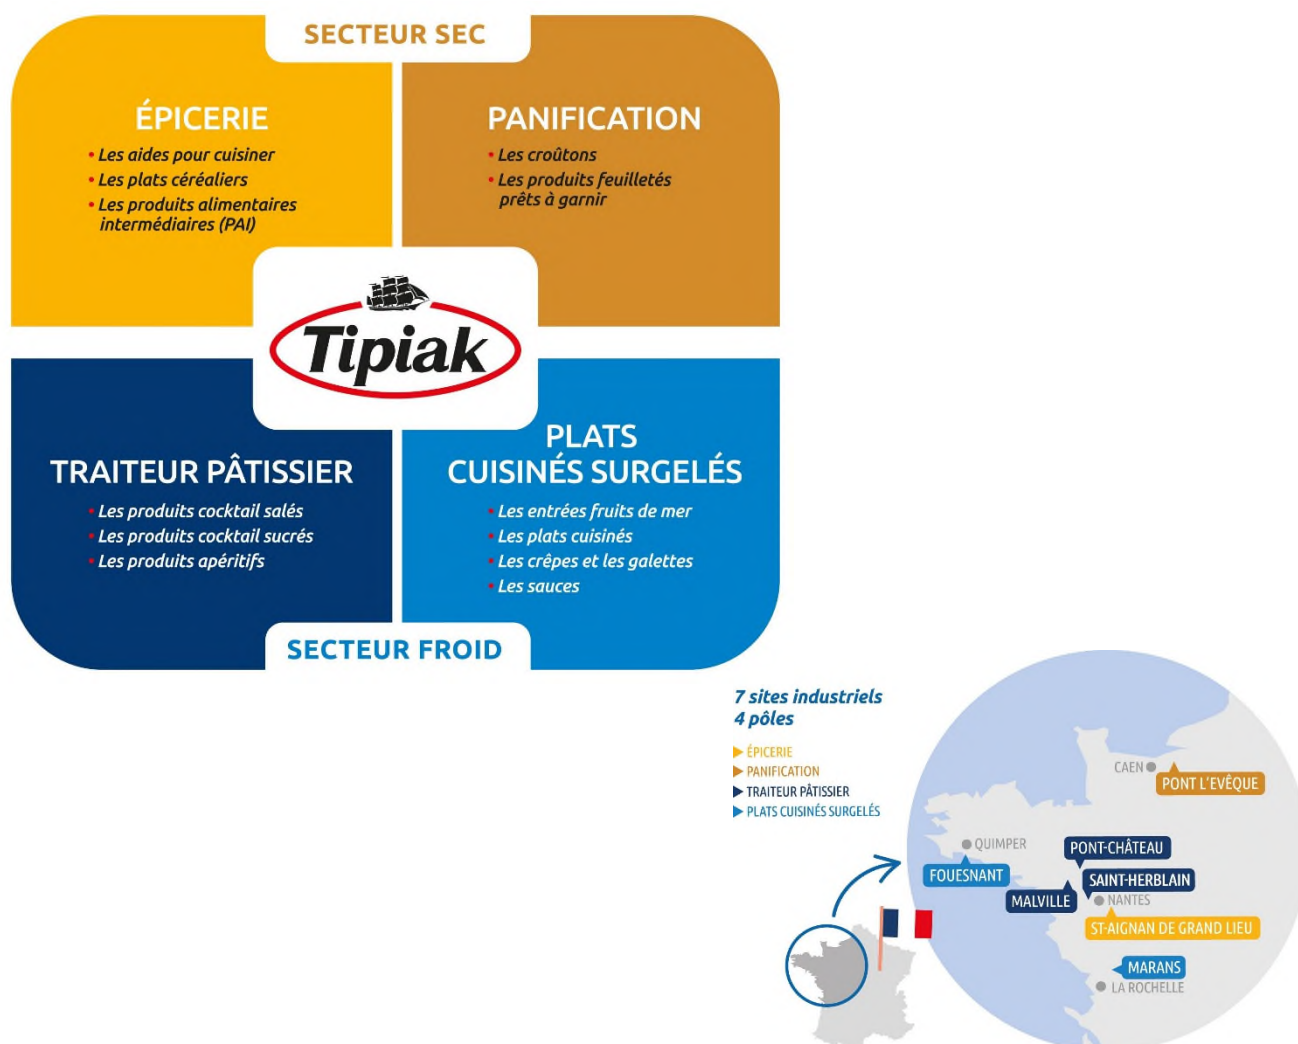 SECTEUR SEC
ÉPICERIE
• Les aides pour cuisiner
• Les plats céréaliers
• Les produits alimentaires
intermédiaires (PAI)
PANIFICATION
• Les croûtons
• Les produits feuilletés
prêts à garnir
Tipiak
TRAITEUR PÂTISSIER
• Les produits cocktail salés
• Les produits cocktail sucrés
• Les produits apéritifs
PLATS
CUISINÉS SURGELÉS
• Les entrées fruits de mer
• Les plats cuisinés
• Les crêpes et les galettes
• Les sauces
SECTEUR FROID
7 sites industriels
4 pôles
ÉPICERIE
PANIFICATION
TRAITEUR PÂTISSIER
PLATS CUISINÉS SURGELÉS
CAEN
PONT L'EVÊQUE
QUIMPER
FOUESNANT
PONT-CHÂTEAU
SAINT-HERBLAIN
MALVILLE
NANTES
ST-AIGNAN DE GRAND LIEU
MARANS
LA ROCHELLE